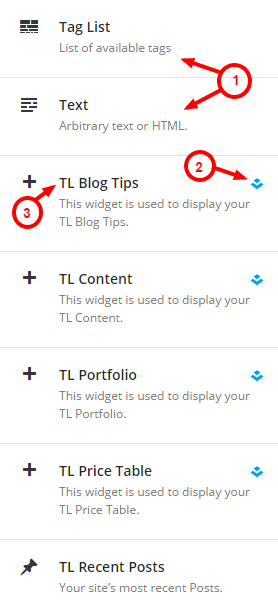 Tag List
List of available tags
1
Text
Arbitrary text or HTML.
2
TL Blog Tips
3
This widget is used to display your
TL Blog Tips.
TL Content
This widget is used to display your
TL Content.
TL Portfolio
This widget is used to display your
TL Portfolio.
TL Price Table
This widget is used to display your
TL Price Table.
TL Recent Posts
Your site's most recent Posts.